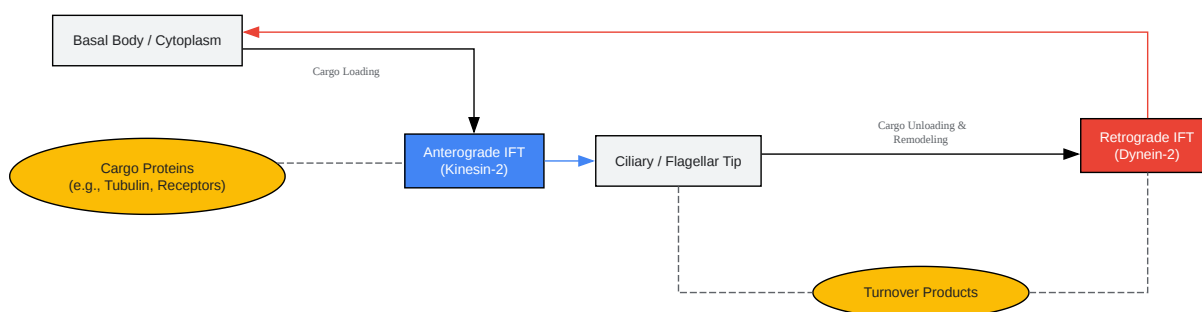 Basal Body / Cytoplasm
Cargo Loading
Cargo Proteins
(e.g., Tubulin, Receptors)
Anterograde IFT
(Kinesin-2)
Ciliary / Flagellar Tip
Cargo Unloading &
Remodeling
Retrograde IFT
(Dynein-2)
Turnover Products